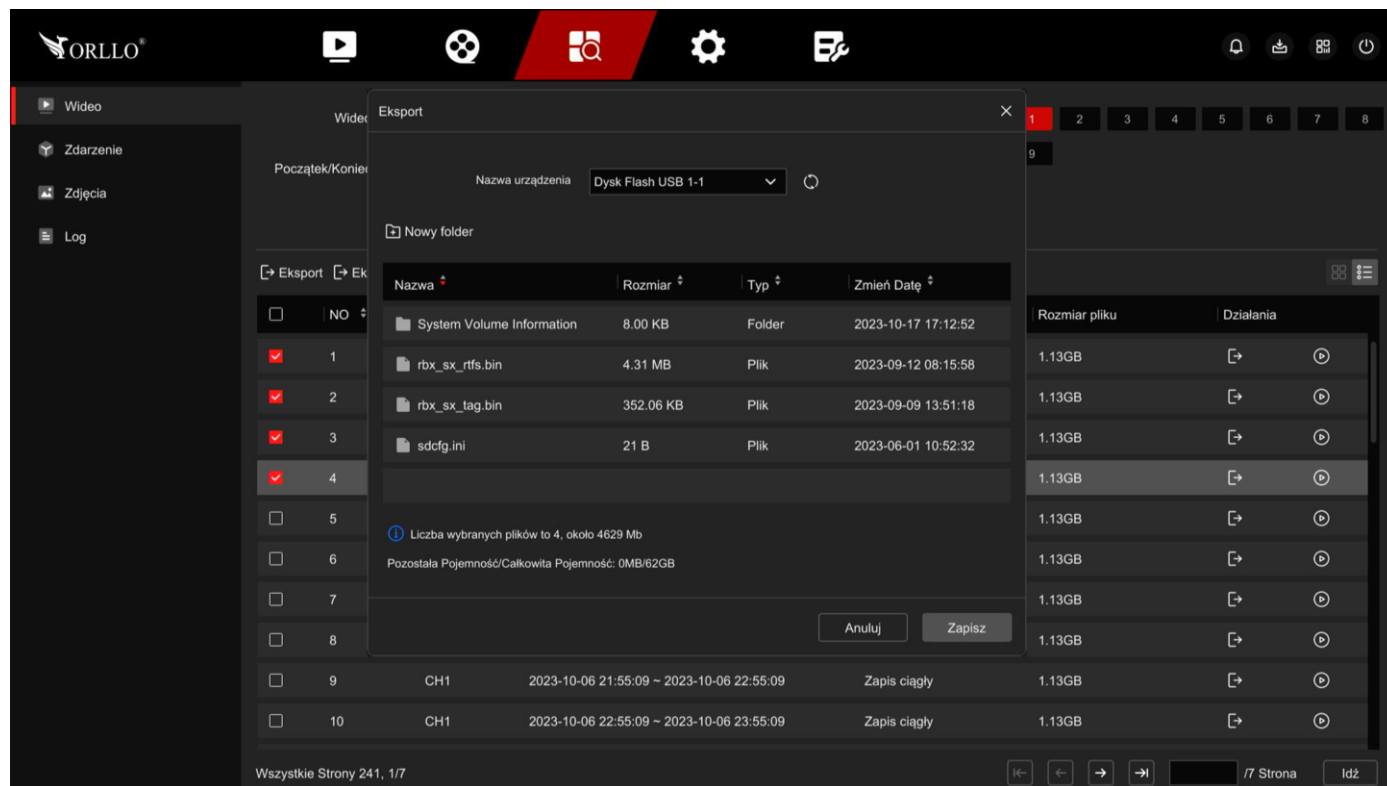 ORLLO®
Wideo
Zdarzenie
Zdjęcia
Log
Wideo
Początek/Koniec
1 2 3 4 5 6 7 8
9
Eksport
Nazwa urządzenia Dysk Flash USB 1-1
Nowy folder
Nazwa Rozmiar Typ Zmień Datę
System Volume Information 8.00 KB Folder 2023-10-17 17:12:52
rbx_sx_rtfs.bin 4.31 MB Plik 2023-09-12 08:15:58
rbx_sx_tag.bin 352.06 KB Plik 2023-09-09 13:51:18
sdcfg.ini 21 B Plik 2023-06-01 10:52:32
Liczba wybranych plików to 4, około 4629 Mb
Pozostała Pojemność/Całkowita Pojemność: 0MB/62GB
Anuluj Zapisz
Eksport Ek
NO Rozmiar pliku Działania
1 1.13GB
2 1.13GB
3 1.13GB
4 1.13GB
5 1.13GB
6 1.13GB
7 1.13GB
8 1.13GB
9 CH1 2023-10-06 21:55:09 ~ 2023-10-06 22:55:09 Zapis ciągły 1.13GB
10 CH1 2023-10-06 22:55:09 ~ 2023-10-06 23:55:09 Zapis ciągły 1.13GB
Wszystkie Strony 241, 1/7 /7 Strona Idź